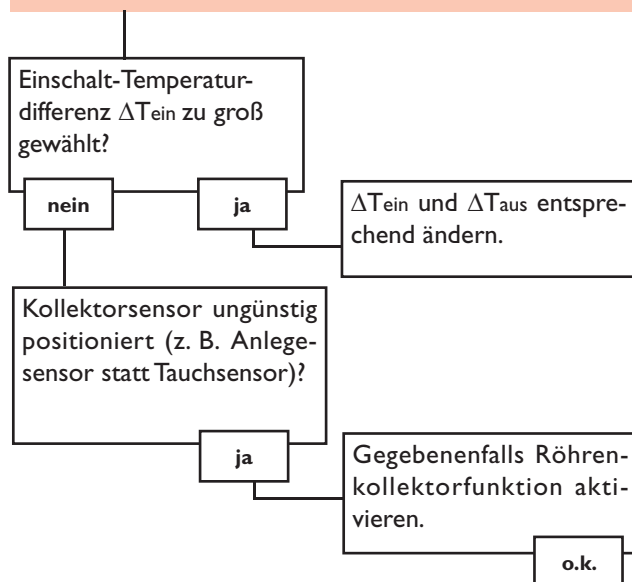 Einschalt-Temperatur-
differenz ΔTein zu groß
gewählt?
nein
ja
ΔTein und ΔTaus entspre-
chend ändern.
Kollektorsensor ungünstig
positioniert (z. B. Anlege-
sensor statt Tauchsensor)?
ja
Gegebenenfalls Röhren-
kollektorfunktion akti-
vieren.
o.k.